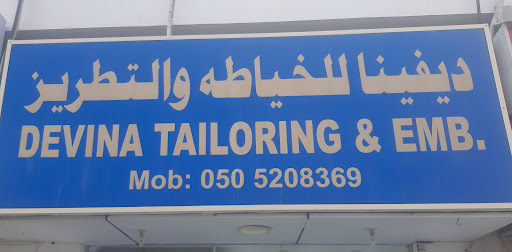 ديفينا للخياطه والتطريز
DEVINA TAILORING & EMB.
Mob: 050 5208369